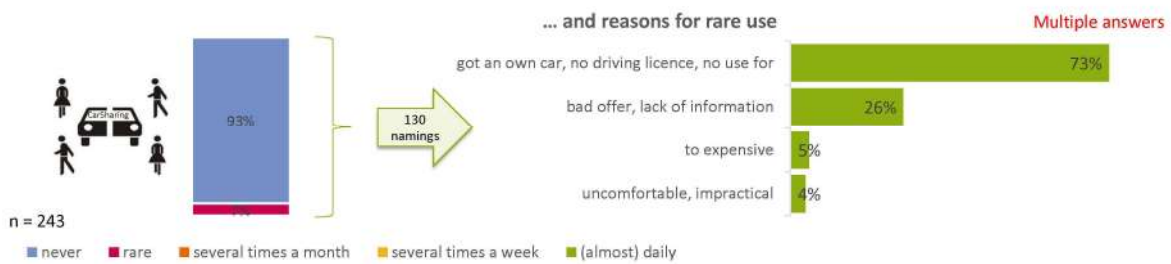 ... and reasons for rare use
Multiple answers
got an own car, no driving licence, no use for
73%
CarSharing
93%
130
namings
bad offer, lack of information
26%
to expensive
5%
uncomfortable, impractical
4%
7%
n = 243
never
rare
several times a month
several times a week
(almost) daily